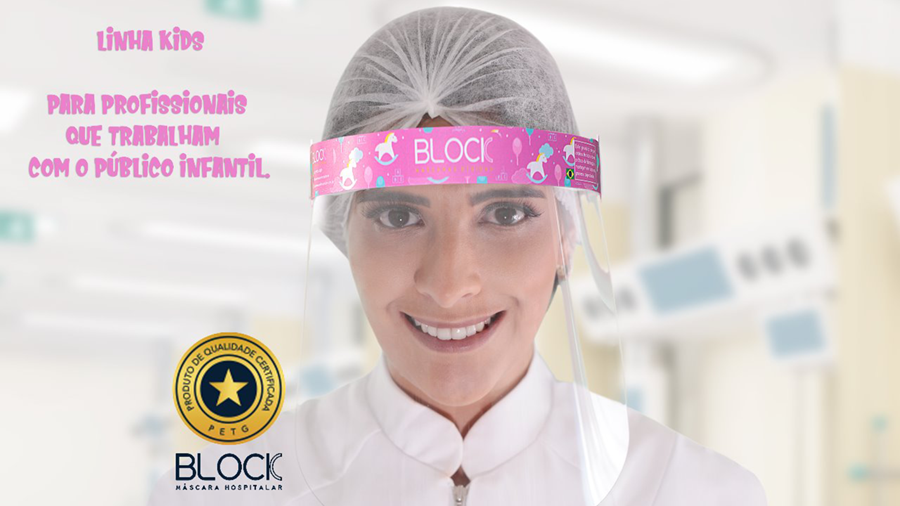 LINHA KIDS
PARA PROFISSIONAIS
QUE TRABALHAM
COM O PÚBLICO INFANTIL.
BLOCK
PRODUTO DE QUALIDADE CERTIFICADA
PETG
BLOCK
MÁSCARA HOSPITALAR